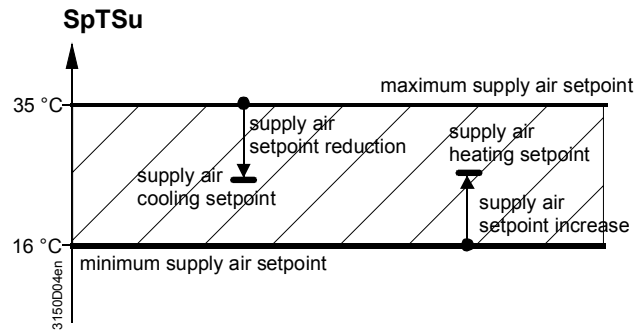 SpTSu
maximum supply air setpoint
35 °C
supply air
setpoint reduction
supply air
heating setpoint
supply air
cooling setpoint
supply air
setpoint increase
16 °C
minimum supply air setpoint
3150D04en